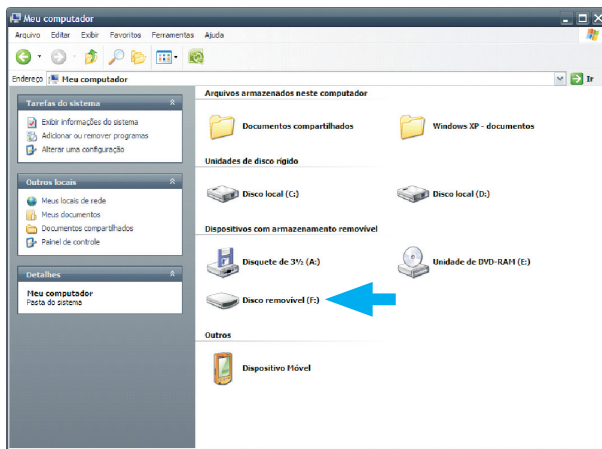 Meu computador
Arquivo Editar Exibir Favoritos Ferramentas Ajuda
Endereço Meu computador Ir
Tarefas do sistema
Exibir informações do sistema
Adicionar ou remover programas
Alterar uma configuração
Outros locais
Meus locais de rede
Meus documentos
Documentos compartilhados
Painel de controle
Detalhes
Meu computador
Pasta do sistema
Arquivos armazenados neste computador
Documentos compartilhados Windows XP - documentos
Unidades de disco rígido
Disco local (C:) Disco local (D:)
Dispositivos com armazenamento removível
Disquete de 3½ (A:) Unidade de DVD-RAM (E:)
Disco removível (F:)
Outros
Dispositivo Móvel